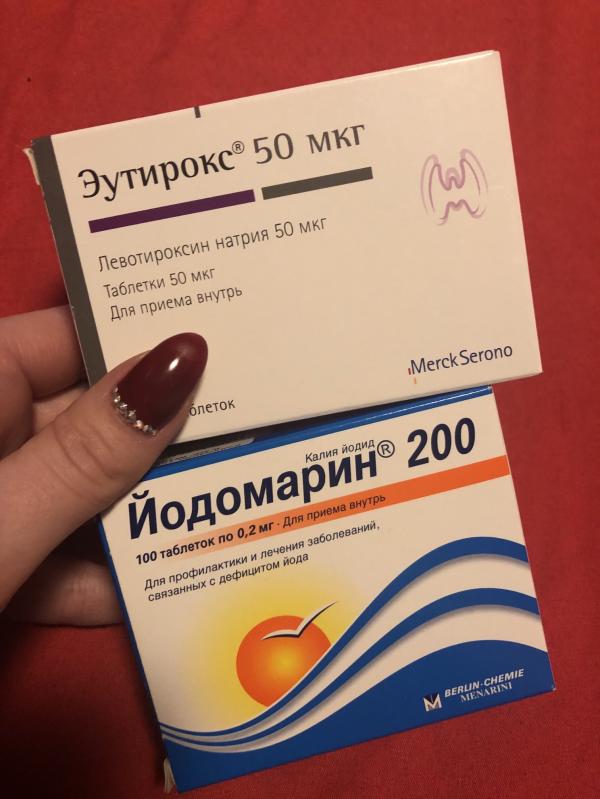 Эутирокс® 50 мкг
Левотироксин натрия 50 мкг
Таблетки 50 мкг
Для приема внутрь
MerckSerono
Калия йодид
Йодомарин® 200
100 таблеток по 0,2 мг · Для приема внутрь
Для профилактики и лечения заболеваний,
связанных с дефицитом йода
BERLIN-CHEMIE
MENARINI